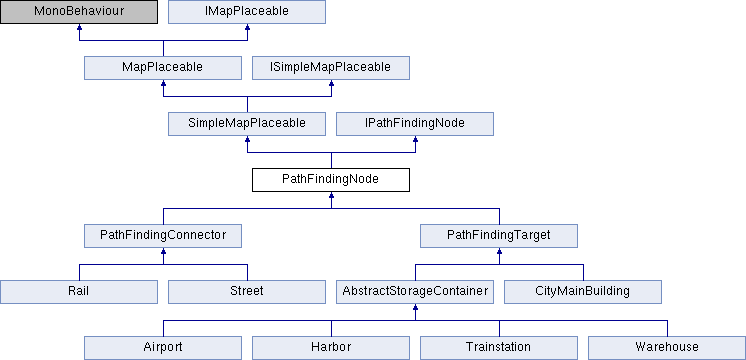 MonoBehaviour IMapPlaceable
MapPlaceable ISimpleMapPlaceable
SimpleMapPlaceable IPathFindingNode
PathFindingNode
PathFindingConnector PathFindingTarget
Rail Street AbstractStorageContainer CityMainBuilding
Airport Harbor Trainstation Warehouse